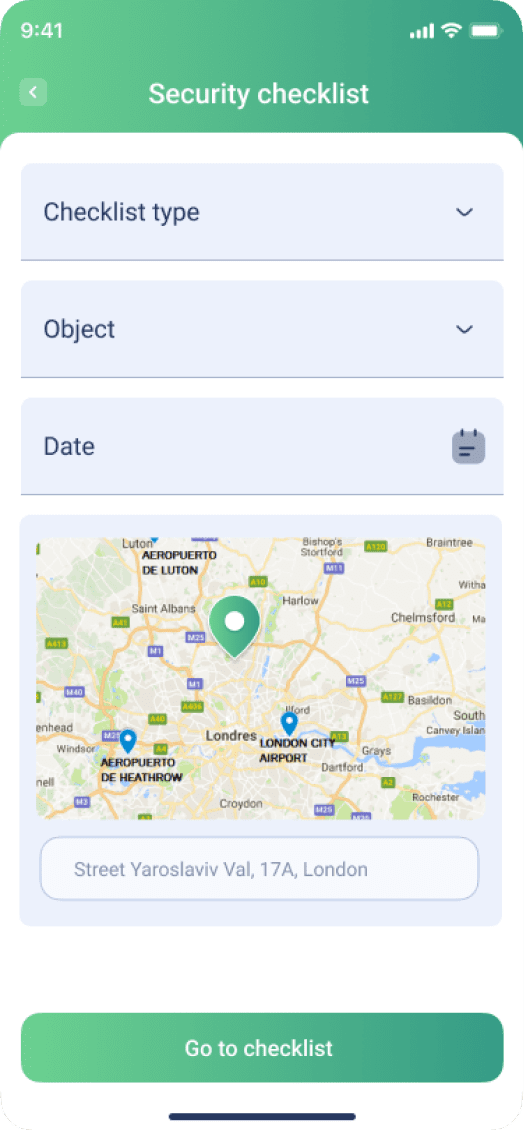 9:41
Security checklist
Checklist type
Object
Date
Luton
AEROPUERTO
DE LUTON
Bishop's
Stortford
A120
Braintree
M11
A10
Witha
Saint Albans
Harlow
A12
A41
Chelmsford
Ma
A413
M25
M1
M1
M25
M40
A127
Basildon
A406
A40
Ilford
South
enhead
M25
Londres
A13
Canvey Islan
Windsor
A4
LONDON CITY
AIRPORT
Grays
AEROPUERTO
DE HEATHROW
Dartford
nell
A2
M3
Croydon
M25
Rochester
Street Yaroslaviv Val, 17A, London
Go to checklist